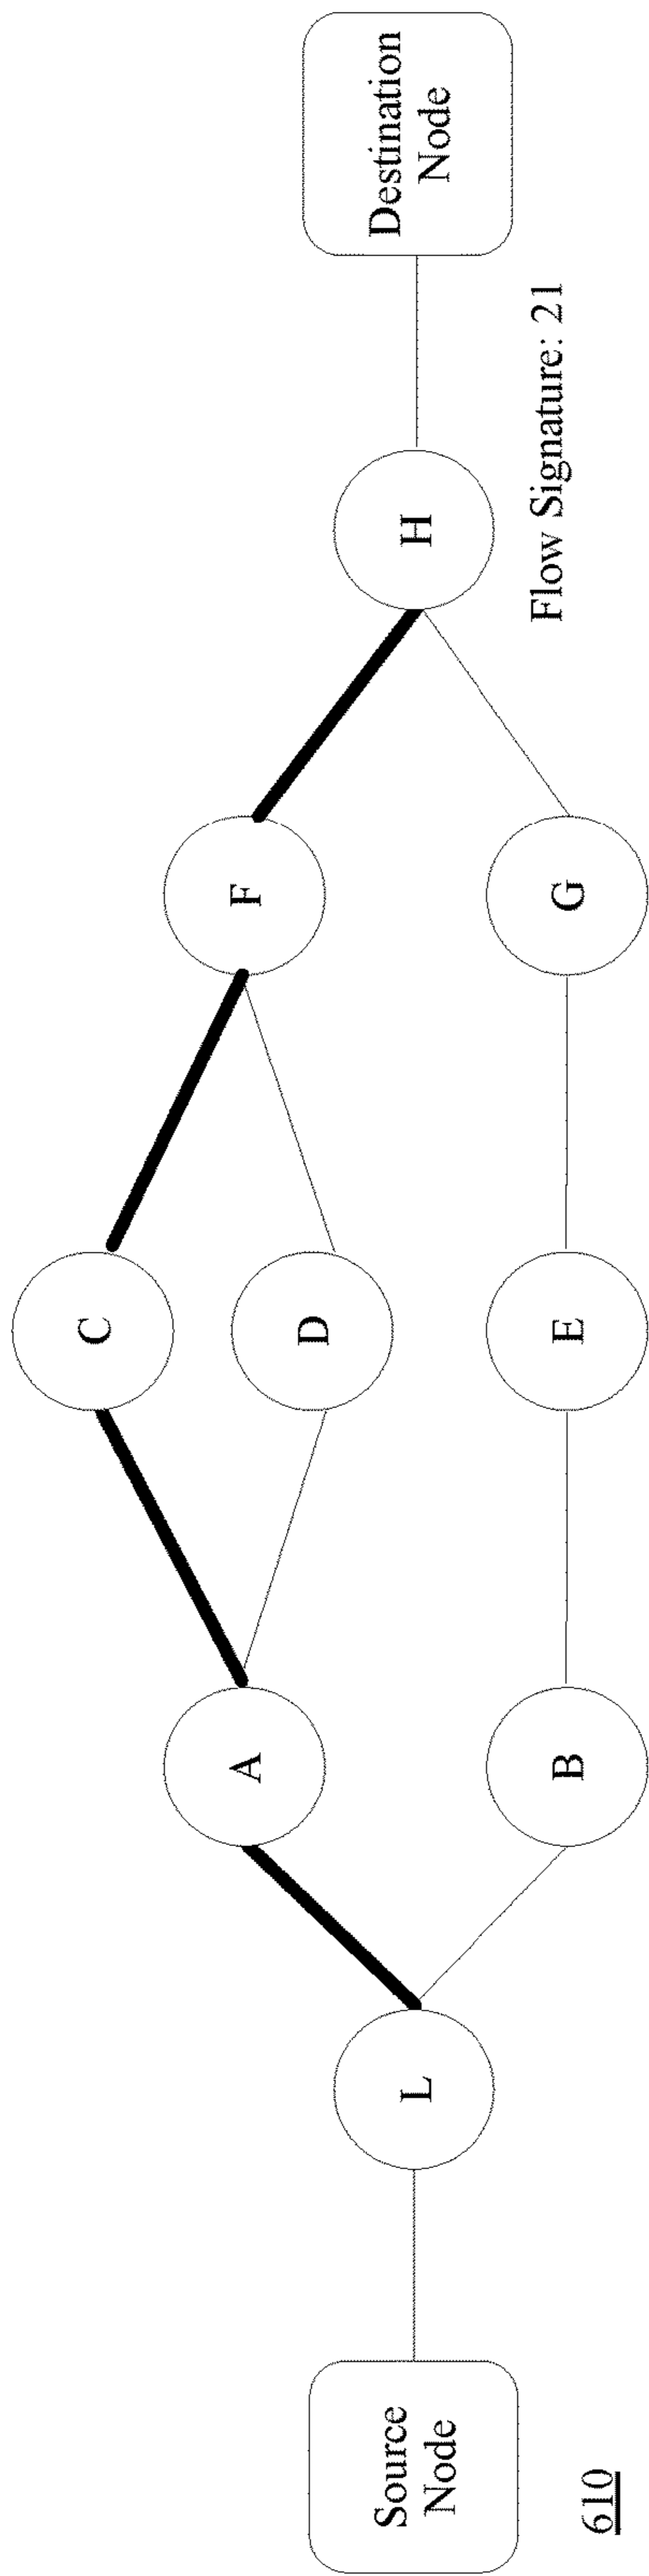 Source
Node
L
A
B
C
D
E
F
G
H
Destination
Node
Flow Signature: 21
610